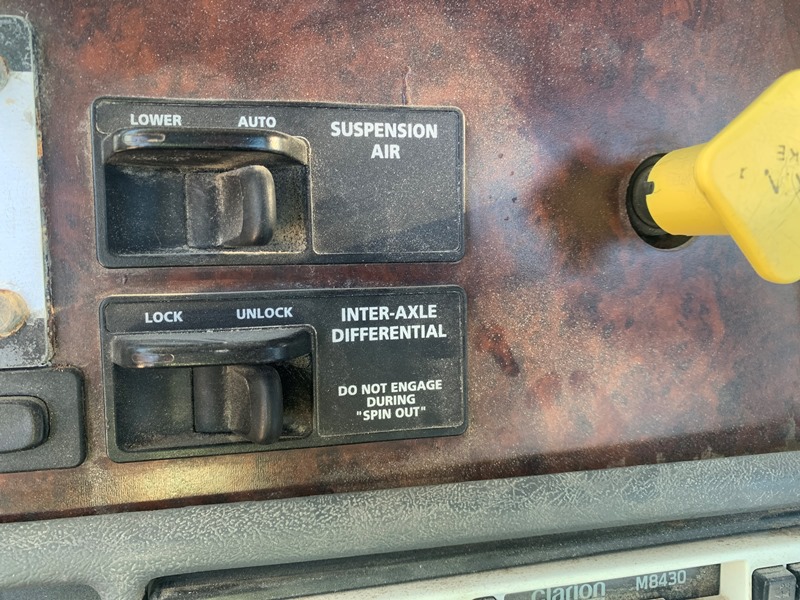 LOWER AUTO
SUSPENSION
AIR
LOCK UNLOCK
INTER-AXLE
DIFFERENTIAL
DO NOT ENGAGE
DURING
"SPIN OUT"
clarion M8430